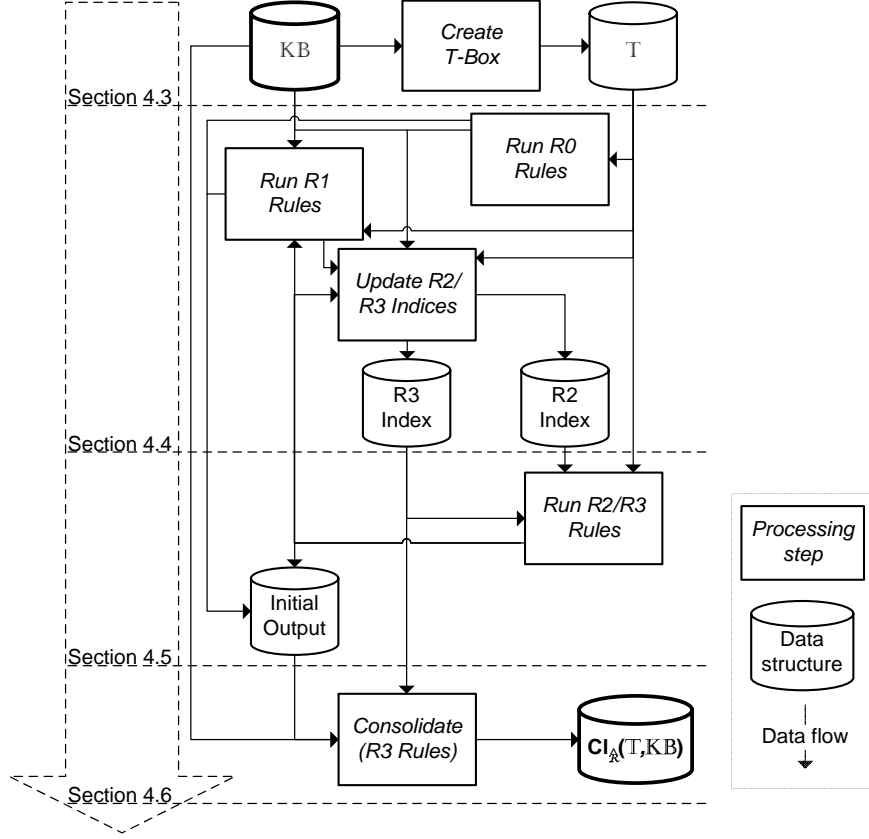 KB
Create
T-Box
T
Section 4.3
Run R0
Rules
Run R1
Rules
Update R2/
R3 Indices
R3
Index
R2
Index
Section 4.4
Run R2/R3
Rules
Processing
step
Initial
Output
Data
structure
Section 4.5
Consolidate
(R3 Rules)
Cl_ℛ̂(𝕋,𝕂𝔹)
Data flow
Section 4.6